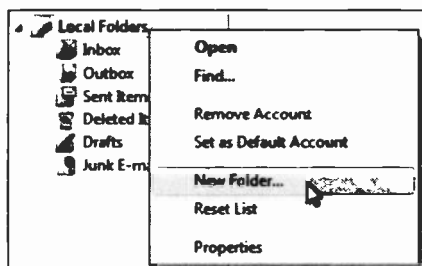 Local Folders
Inbox
Outbox
Sent Item
Deleted It
Drafts
Junk E-ma
Open
Find...
Remove Account
Set as Default Account
New Folder...
Reset List
Properties